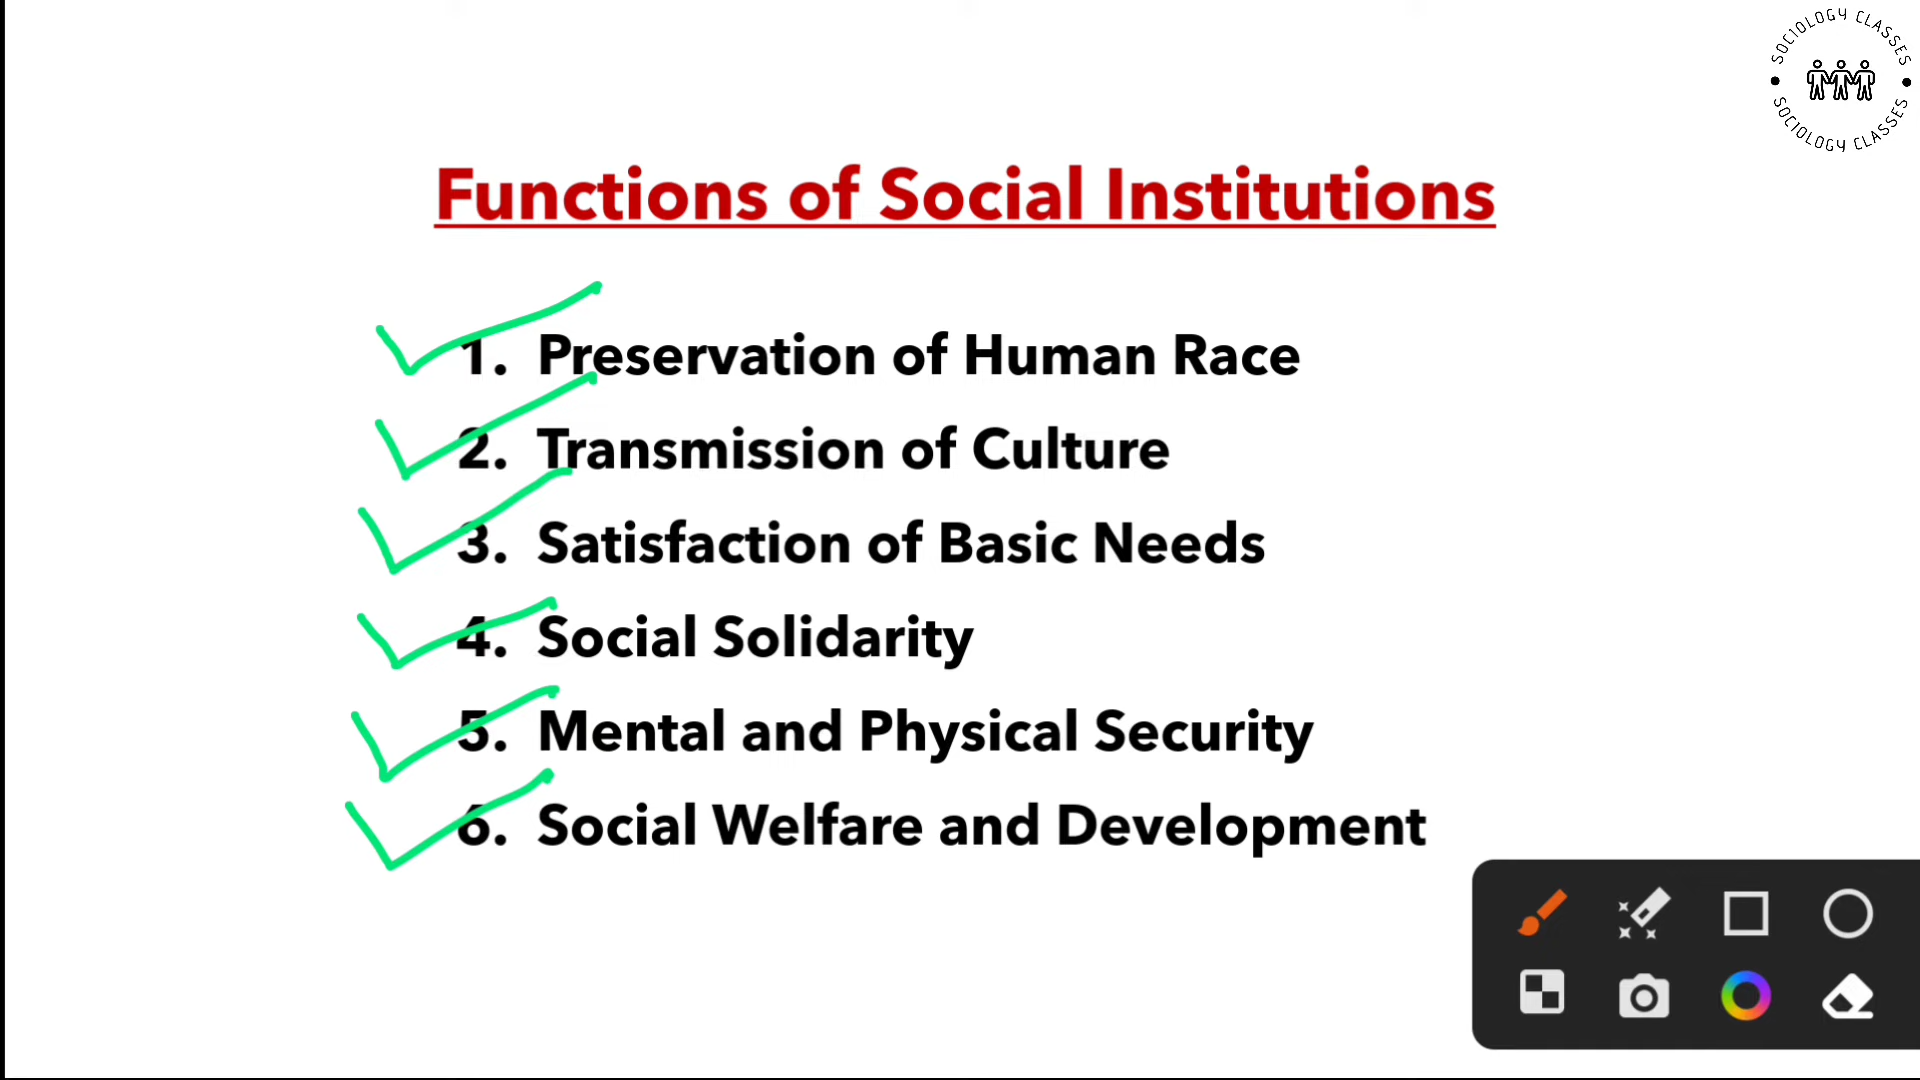 SOCIOLOGY CLASSES
SOCIOLOGY CLASSES
Functions of Social Institutions
1. Preservation of Human Race
2. Transmission of Culture
3. Satisfaction of Basic Needs
4. Social Solidarity
5. Mental and Physical Security
6. Social Welfare and Development